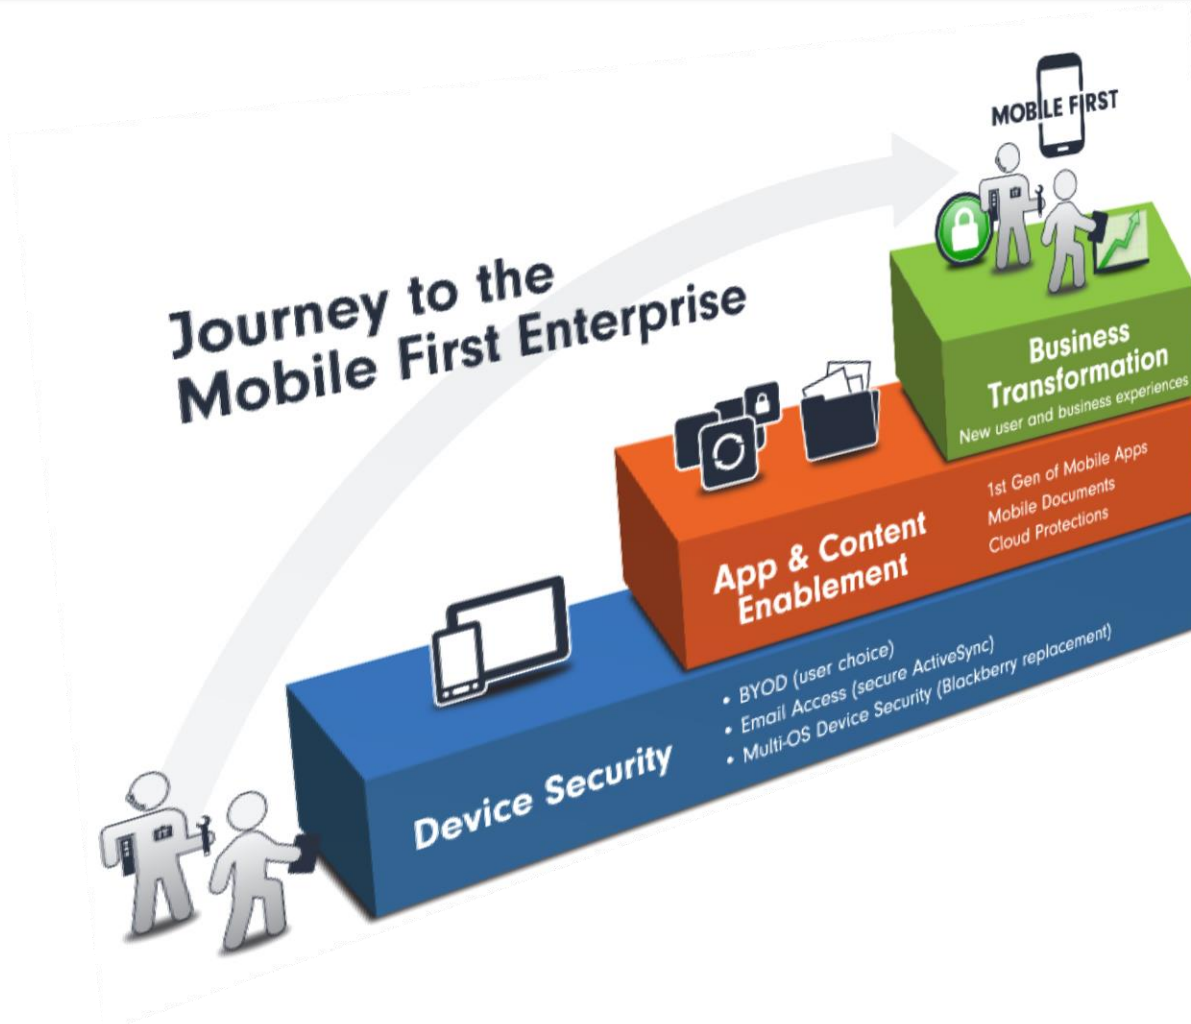 MOBILE FIRST
Journey to the
Mobile First Enterprise
Business
Transformation
New user and business experiences
App & Content
Enablement
1st Gen of Mobile Apps
Mobile Documents
Cloud Protections
Device Security
• BYOD (user choice)
• Email Access (secure ActiveSync)
• Multi-OS Device Security (Blackberry replacement)